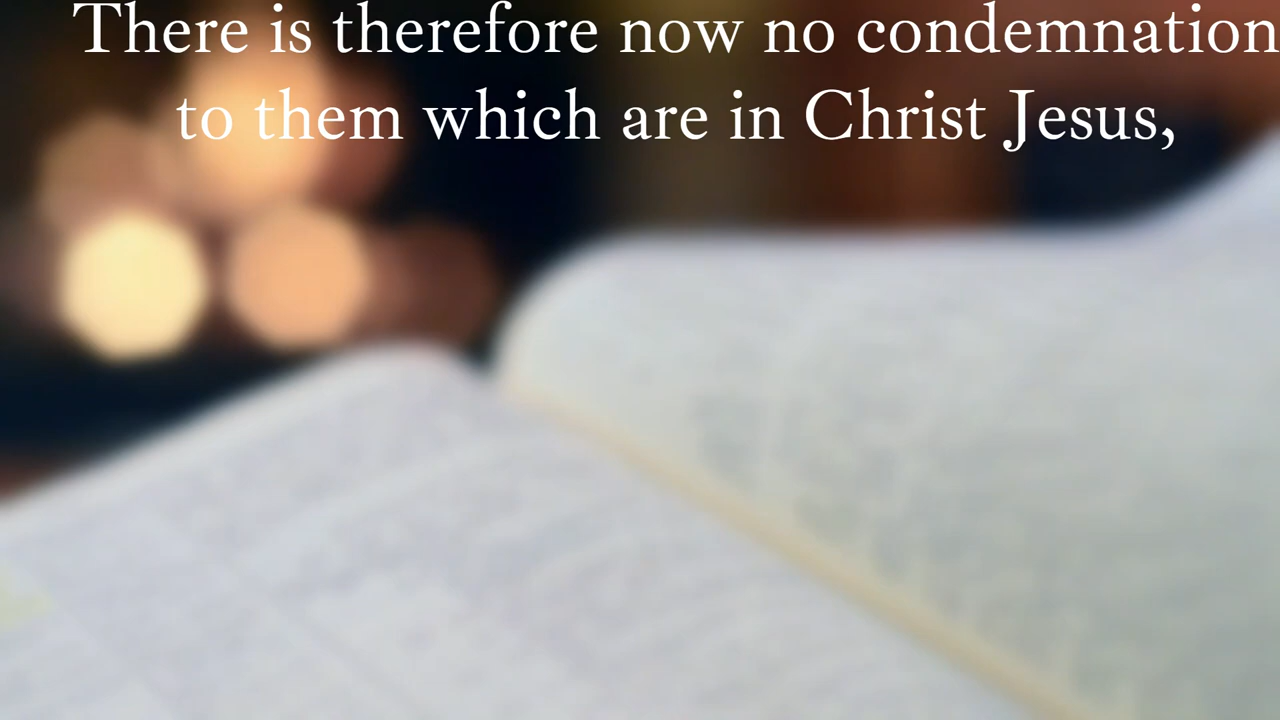 There is therefore now no condemnation
to them which are in Christ Jesus,